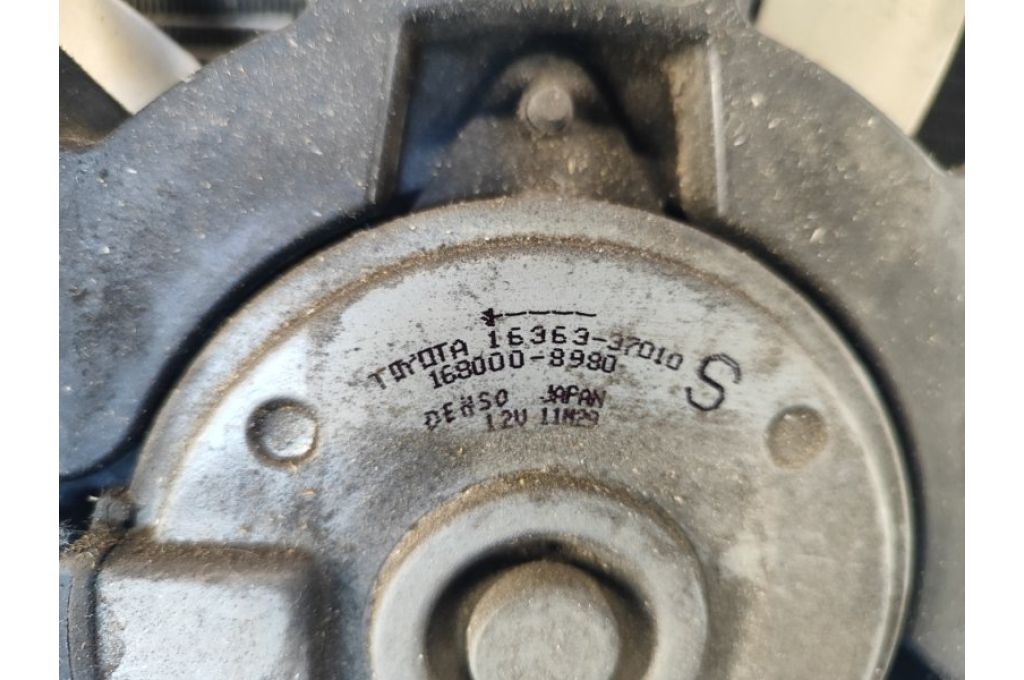 TOYOTA 16363-37010
168000-8980 S
DENSO JAPAN
12V 11M29